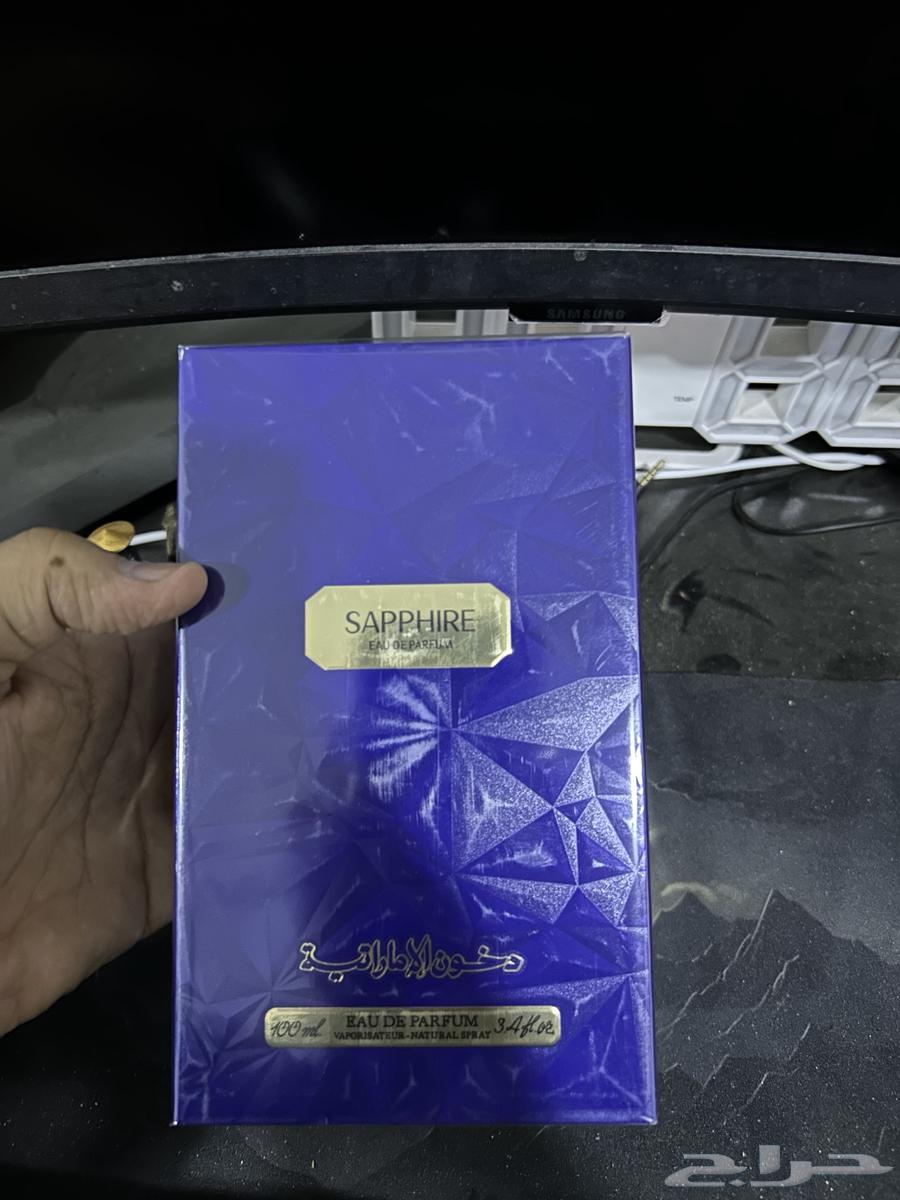 SAMSUNG
TEMP
SAPPHIRE
EAU DE PARFUM
دخون الإماراتية
100 ml EAU DE PARFUM 3.4 fl.oz
VAPORISATEUR-NATURAL SPRAY
حراج